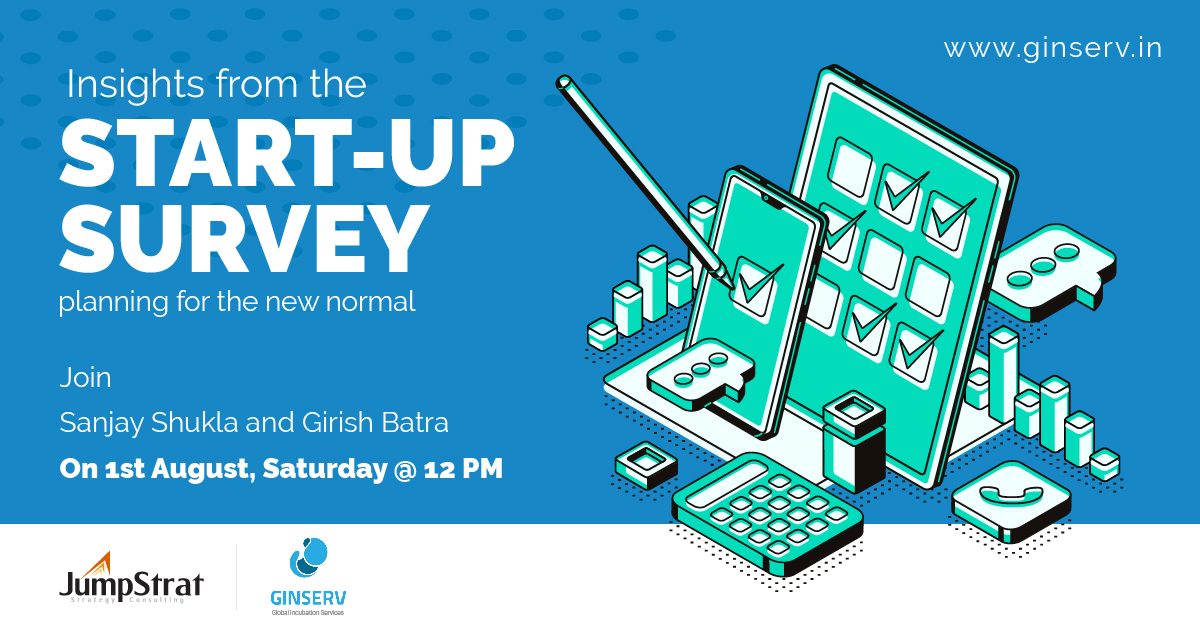 www.ginserv.in
Insights from the
START-UP
SURVEY
planning for the new normal
Join
Sanjay Shukla and Girish Batra
On 1st August, Saturday @ 12 PM
JumpStrat
Strategy Consulting
GINSERV
Global Incubation Services